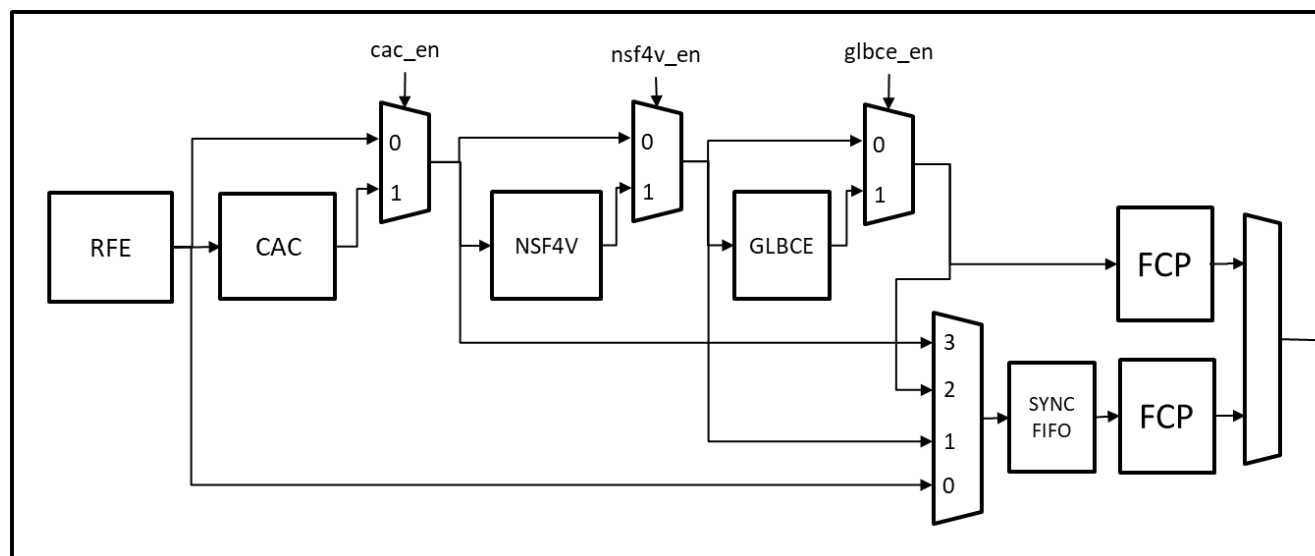 cac_en
nsf4v_en
glbce_en
0
1
0
1
0
1
RFE
CAC
NSF4V
GLBCE
FCP
3
2
1
0
SYNC
FIFO
FCP